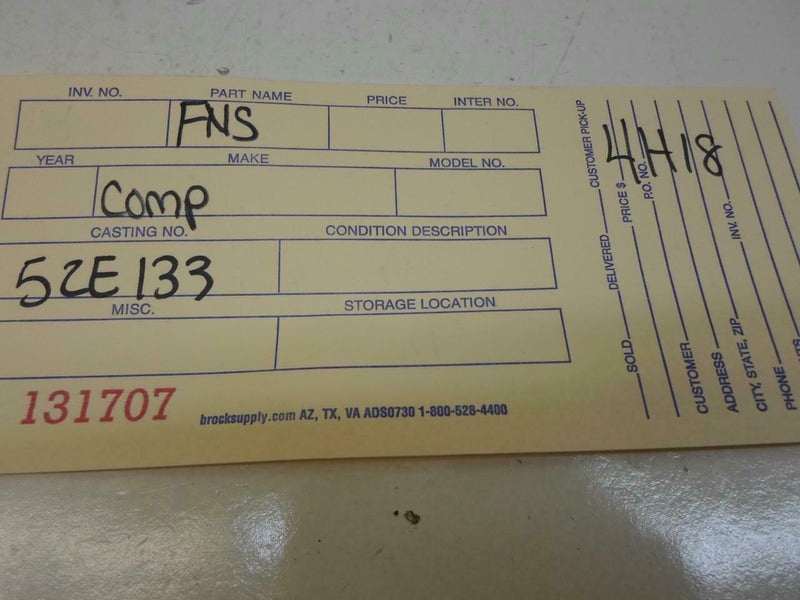 INV. NO. PART NAME PRICE INTER NO.
FNS
YEAR MAKE MODEL NO.
Comp
CASTING NO. CONDITION DESCRIPTION
52E133
MISC. STORAGE LOCATION
131707 brocksupply.com AZ, TX, VA ADS0730 1-800-528-4400
CUSTOMER PICK-UP
SOLD DELIVERED
PRICE $
P.O. NO.
4H18
CUSTOMER
ADDRESS
CITY, STATE, ZIP INV. NO.
PHONE